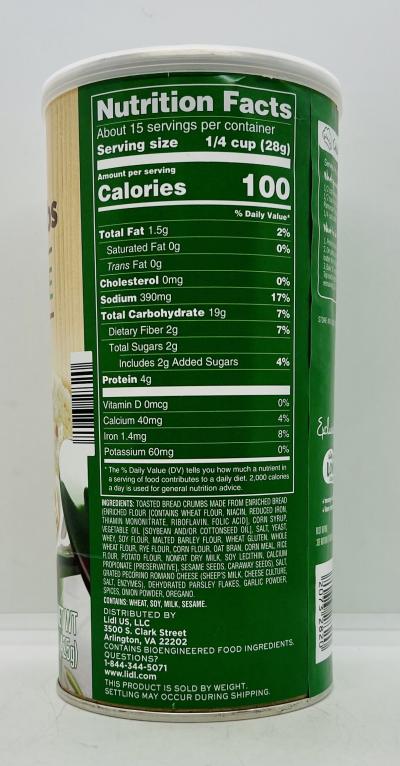 Nutrition Facts
About 15 servings per container
Serving size 1/4 cup (28g)
Amount per serving
Calories 100
% Daily Value*
Total Fat 1.5g 2%
Saturated Fat 0g 0%
Trans Fat 0g
Cholesterol 0mg 0%
Sodium 390mg 17%
Total Carbohydrate 19g 7%
Dietary Fiber 2g 7%
Total Sugars 2g
Includes 2g Added Sugars 4%
Protein 4g
Vitamin D 0mcg 0%
Calcium 40mg 4%
Iron 1.4mg 8%
Potassium 60mg 0%
* The % Daily Value (DV) tells you how much a nutrient in
a serving of food contributes to a daily diet. 2,000 calories
a day is used for general nutrition advice.
INGREDIENTS: TOASTED BREAD CRUMBS MADE FROM ENRICHED BREAD
(ENRICHED FLOUR [CONTAINS WHEAT FLOUR, NIACIN, REDUCED IRON,
THIAMIN MONONITRATE, RIBOFLAVIN, FOLIC ACID], CORN SYRUP,
VEGETABLE OIL [SOYBEAN AND/OR COTTONSEED OIL], SALT, YEAST,
WHEY, SOY FLOUR, MALTED BARLEY FLOUR, WHEAT GLUTEN, WHOLE
WHEAT FLOUR, RYE FLOUR, CORN FLOUR, OAT BRAN, CORN MEAL, RICE
FLOUR, POTATO FLOUR, NONFAT DRY MILK, SOY LECITHIN, CALCIUM
PROPIONATE [PRESERVATIVE], SESAME SEEDS, CARAWAY SEEDS), SALT,
GRATED PECORINO ROMANO CHEESE (SHEEP'S MILK, CHEESE CULTURE,
SALT, ENZYMES), DEHYDRATED PARSLEY FLAKES, GARLIC POWDER,
SPICES, ONION POWDER, OREGANO.
CONTAINS: WHEAT, SOY, MILK, SESAME.
DISTRIBUTED BY
Lidl US, LLC
3500 S. Clark Street
Arlington, VA 22202
CONTAINS BIOENGINEERED FOOD INGREDIENTS.
QUESTIONS?
1-844-344-5071
www.lidl.com
THIS PRODUCT IS SOLD BY WEIGHT.
SETTLING MAY OCCUR DURING SHIPPING.